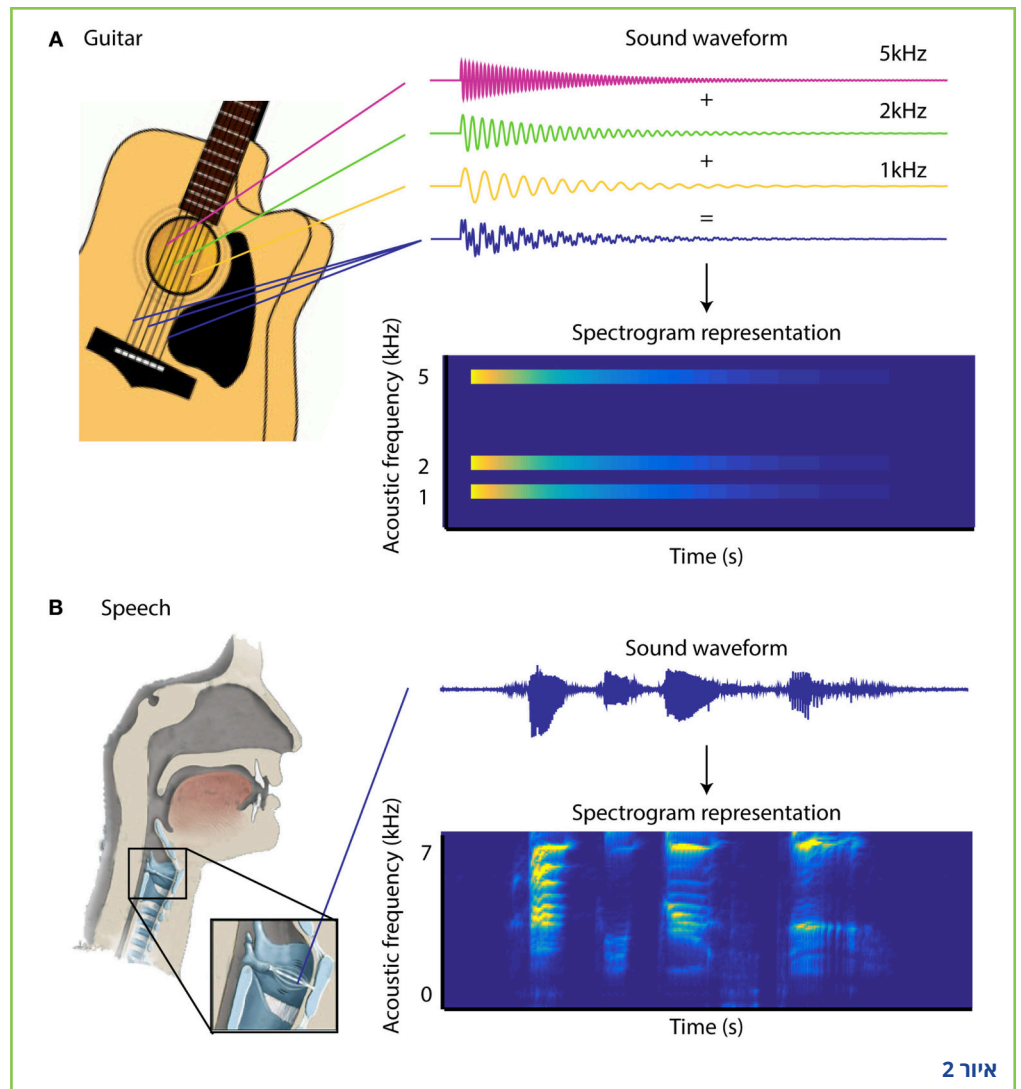 A Guitar
Sound waveform
5kHz
+
2kHz
+
1kHz
=
Spectrogram representation
Acoustic frequency (kHz)
5
2
1
Time (s)
B Speech
Sound waveform
Spectrogram representation
Acoustic frequency (kHz)
7
0
Time (s)
איור 2